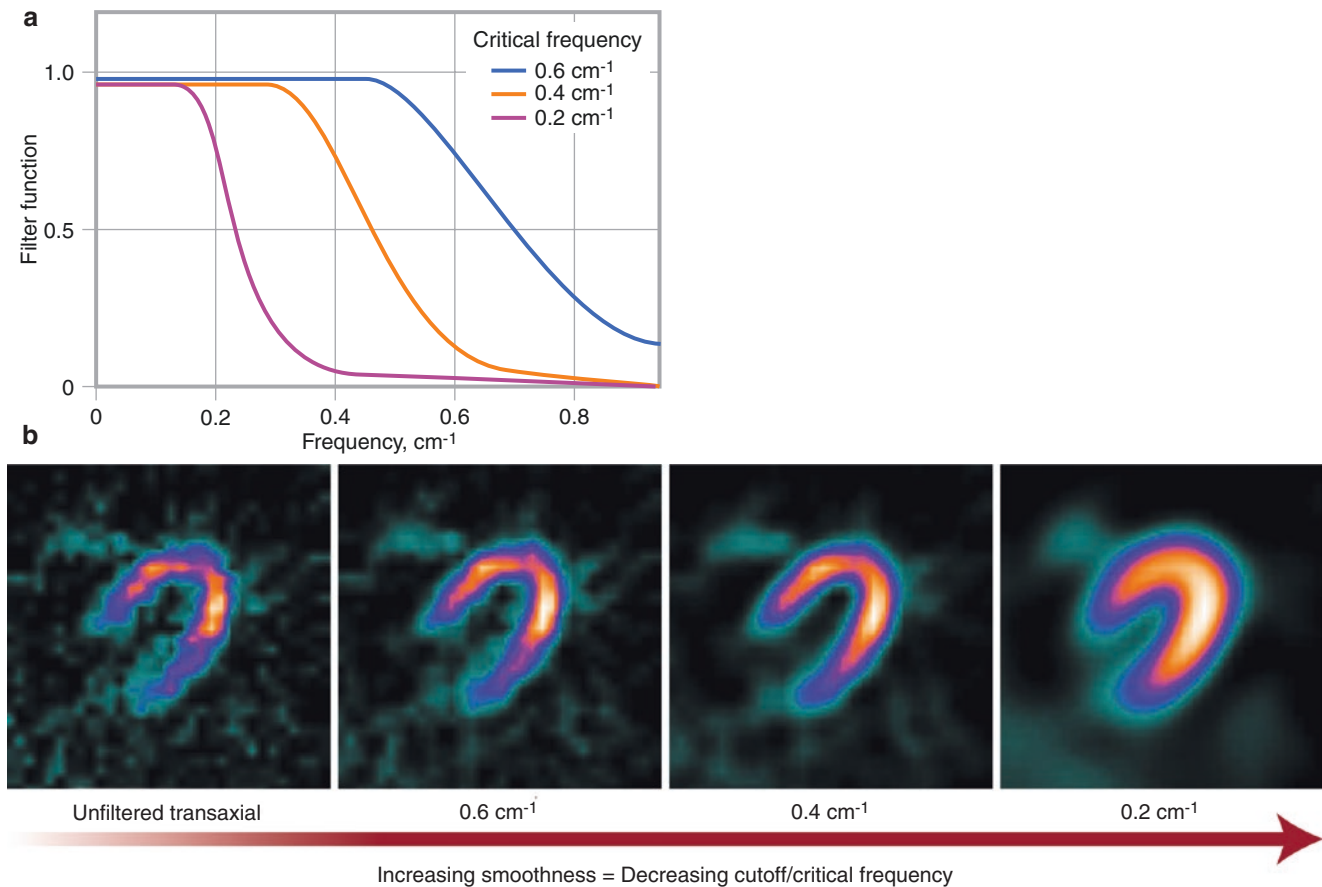 a
Critical frequency
0.6 cm-1
0.4 cm-1
0.2 cm-1
Filter function
1.0
0.5
0
0
0.2
0.4
0.6
0.8
Frequency, cm-1
b
Unfiltered transaxial
0.6 cm-1
0.4 cm-1
0.2 cm-1
Increasing smoothness = Decreasing cutoff/critical frequency